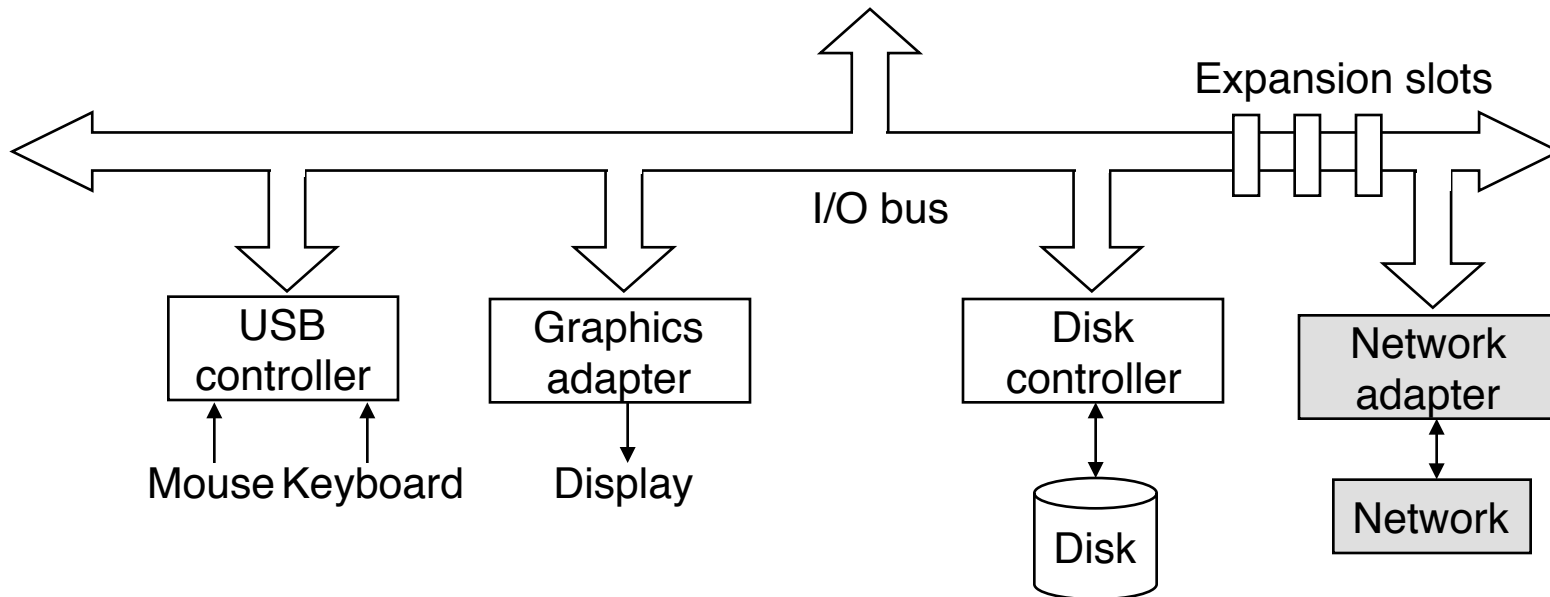 Expansion slots
I/O bus
USB
controller
Graphics
adapter
Disk
controller
Network
adapter
Mouse
Keyboard
Display
Disk
Network